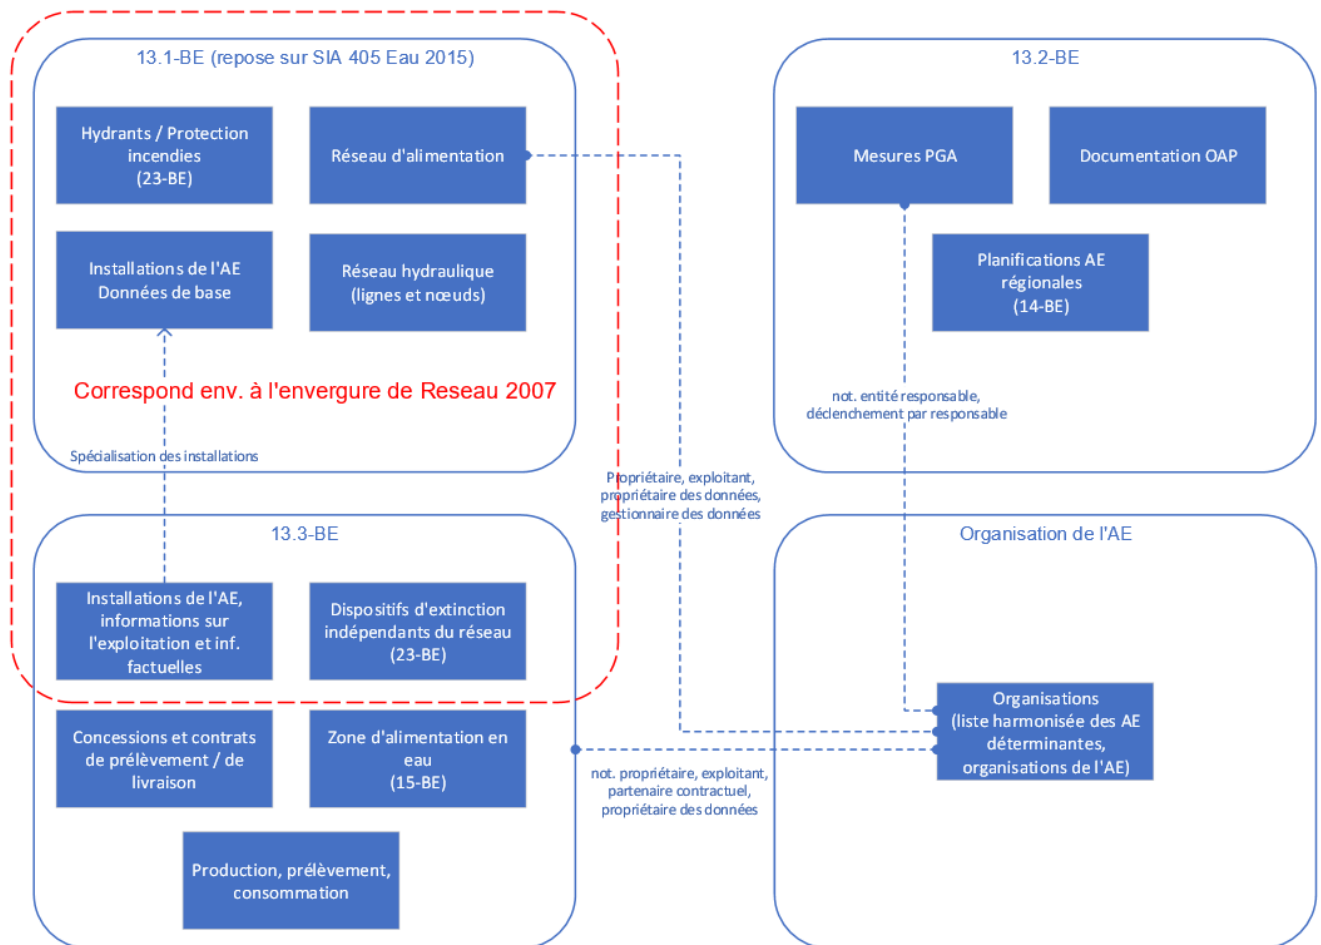 13.1-BE (repose sur SIA 405 Eau 2015)
Hydrants / Protection
incendies
(23-BE)
Réseau d'alimentation
Installations de l'AE
Données de base
Réseau hydraulique
(lignes et nœuds)
Correspond env. à l'envergure de Reseau 2007
Spécialisation des installations
13.2-BE
Mesures PGA
Documentation OAP
Planifications AE
régionales
(14-BE)
not. entité responsable,
déclenchement par responsable
Propriétaire, exploitant,
propriétaire des données,
gestionnaire des données
13.3-BE
Installations de l'AE,
informations sur
l'exploitation et inf.
factuelles
Dispositifs d'extinction
indépendants du réseau
(23-BE)
Concessions et contrats
de prélèvement / de
livraison
Zone d'alimentation en
eau
(15-BE)
Production, prélèvement,
consommation
not. propriétaire, exploitant,
partenaire contractuel,
propriétaire des données
Organisation de l'AE
Organisations
(liste harmonisée des AE
déterminantes,
organisations de l'AE)